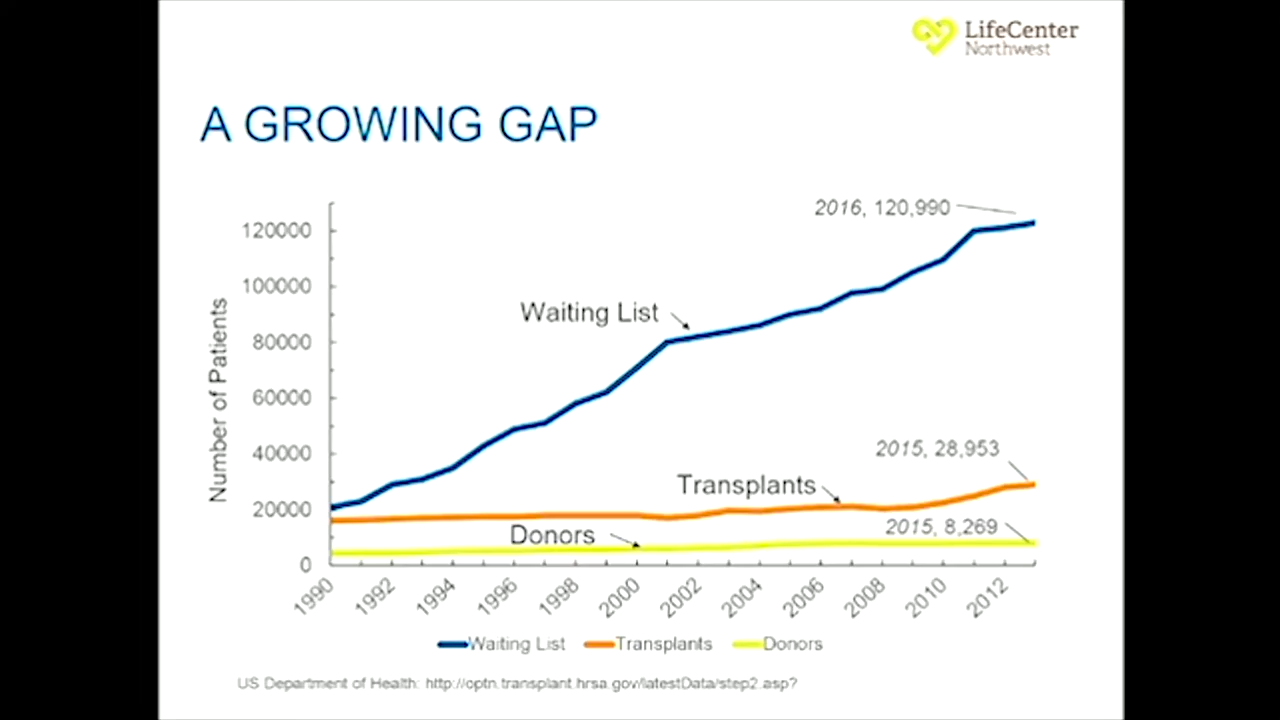 LifeCenter
Northwest
A GROWING GAP
2016, 120,990
120000
100000
Waiting List
80000
60000
40000
20000
0
Number of Patients
2015, 28,953
Transplants
2015, 8,269
Donors
1990 1992 1994 1996 1998 2000 2002 2004 2006 2008 2010 2012
Waiting List Transplants Donors
US Department of Health: http://optn.transplant.hrsa.gov/latestData/step2.asp?